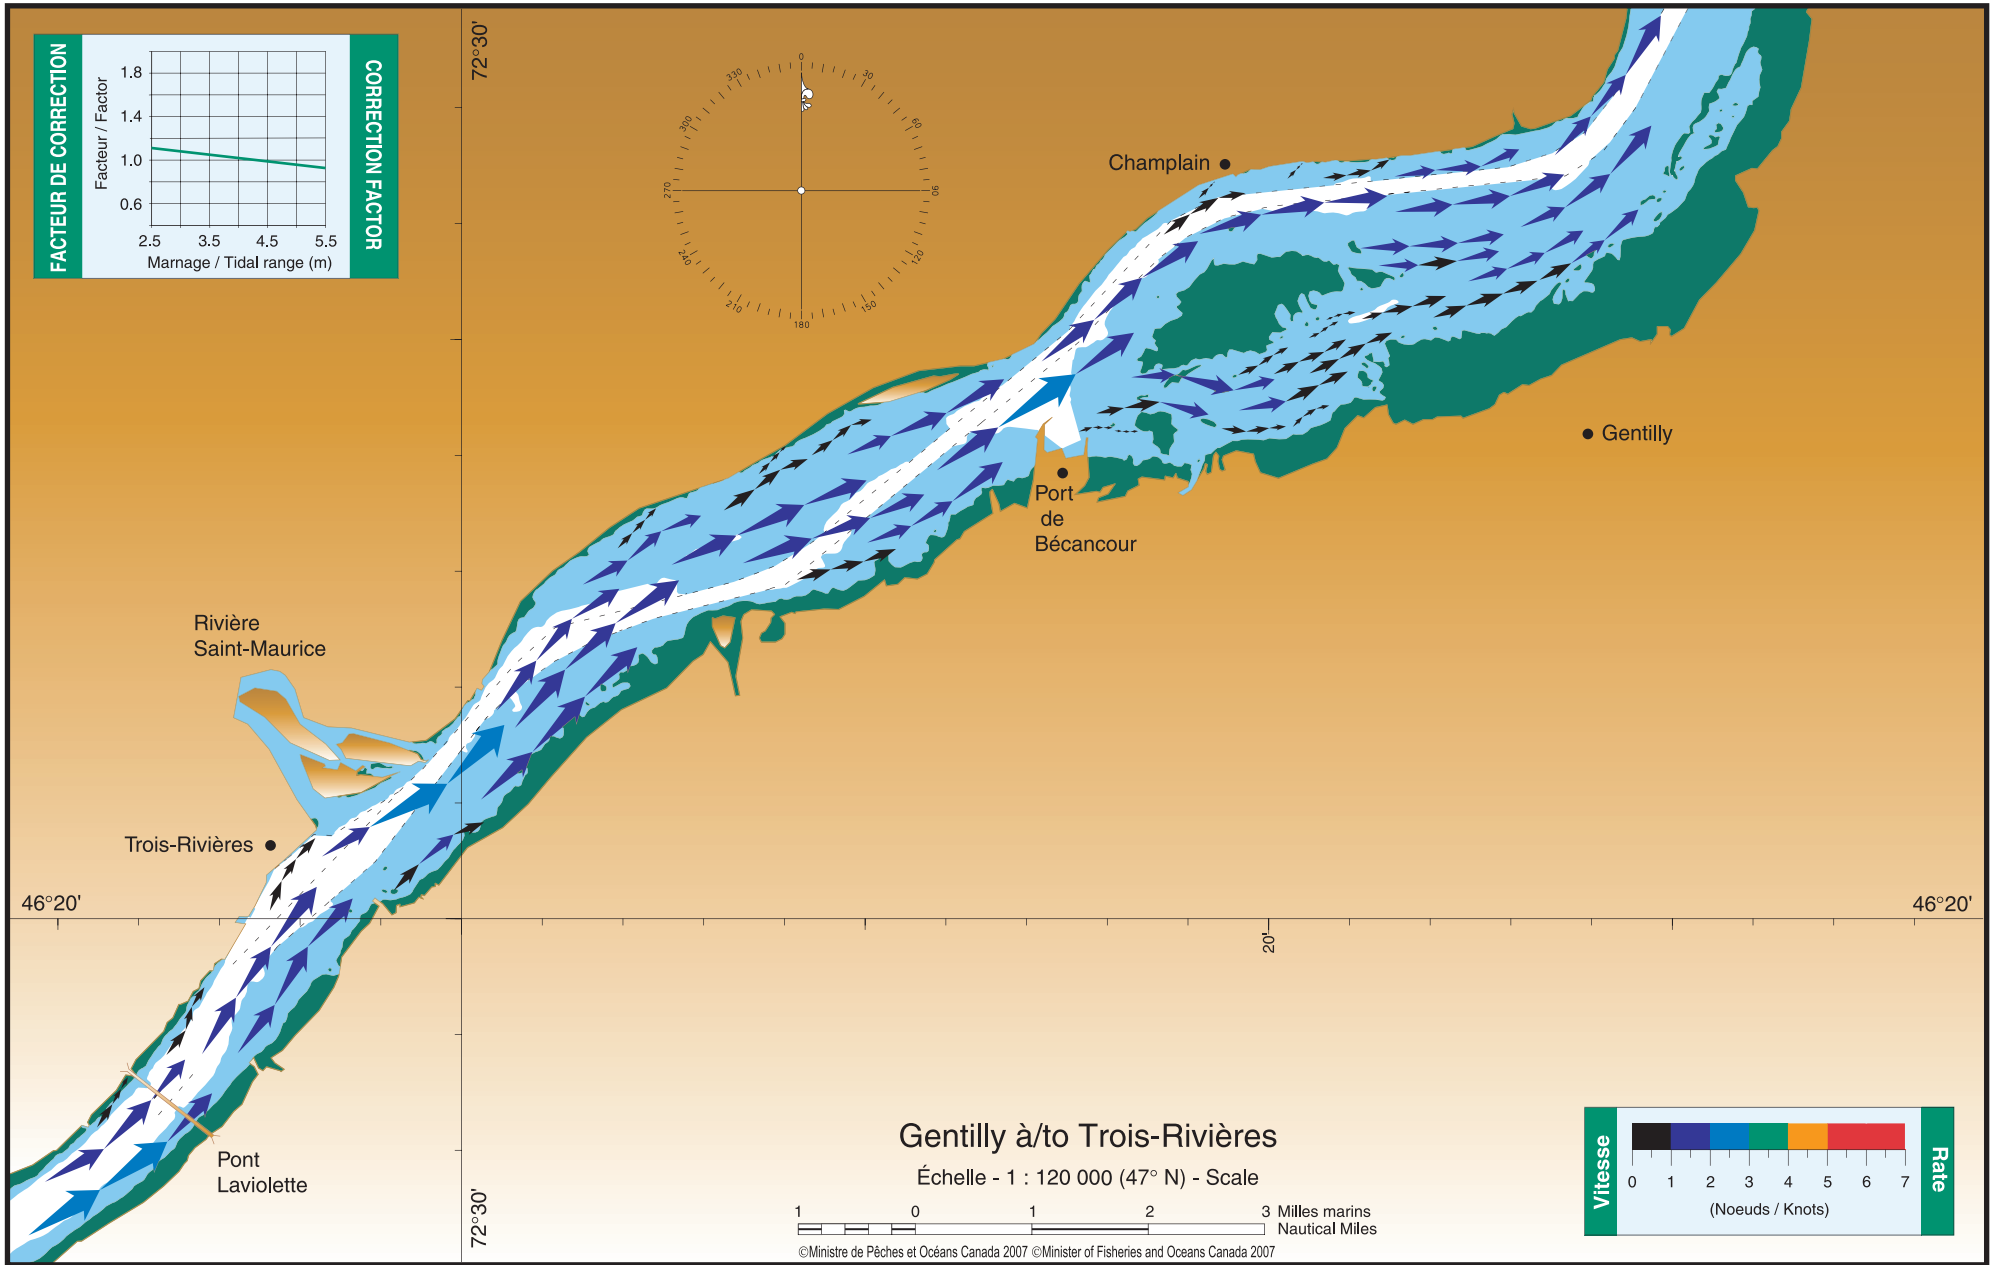 FACTEUR DE CORRECTION
Facteur / Factor
1.8
1.4
1.0
0.6
2.5 3.5 4.5 5.5
Marnage / Tidal range (m)
CORRECTION FACTOR
72°30'
0
30
60
90
120
150
180
210
240
270
300
330
Champlain
Gentilly
Port
de
Bécancour
Rivière
Saint-Maurice
Trois-Rivières
46°20'
46°20'
20'
Pont
Laviolette
72°30'
Gentilly à/to Trois-Rivières
Échelle - 1 : 120 000 (47° N) - Scale
1 0 1 2 3 Milles marins
Nautical Miles
©Ministre de Pêches et Océans Canada 2007 ©Minister of Fisheries and Oceans Canada 2007
Vitesse
0 1 2 3 4 5 6 7
(Noeuds / Knots)
Rate